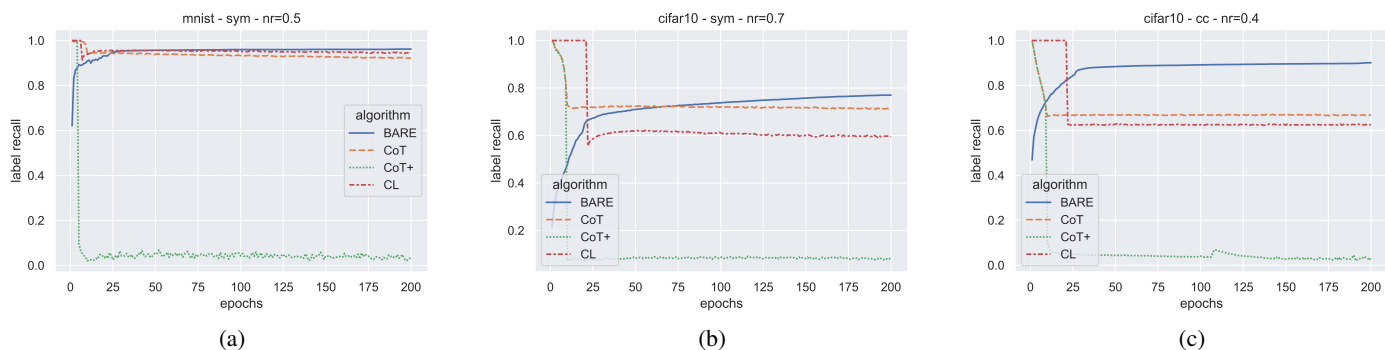 mnist - sym - nr=0.5
1.0
0.8
0.6
0.4
0.2
0.0
label recall
algorithm
BARE
CoT
CoT+
CL
0 25 50 75 100 125 150 175 200
epochs
(a)
cifar10 - sym - nr=0.7
1.0
0.8
0.6
0.4
0.2
label recall
algorithm
BARE
CoT
CoT+
CL
0 25 50 75 100 125 150 175 200
epochs
(b)
cifar10 - cc - nr=0.4
1.0
0.8
0.6
0.4
0.2
0.0
label recall
algorithm
BARE
CoT
CoT+
CL
0 25 50 75 100 125 150 175 200
epochs
(c)